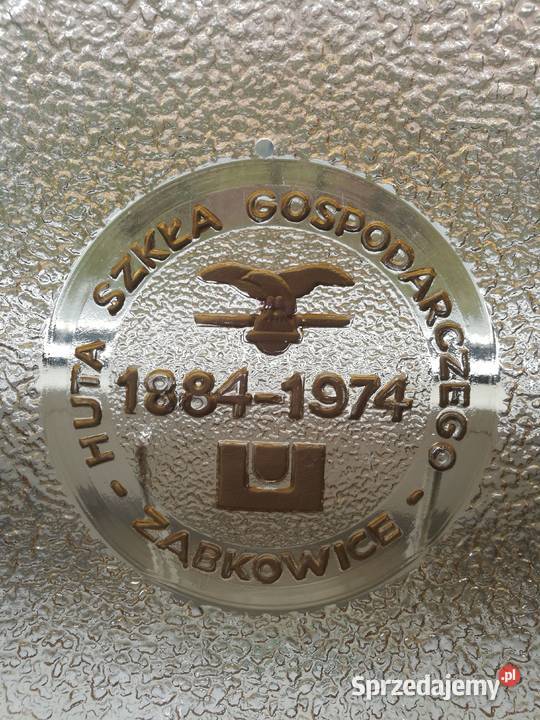 HUTA SZKŁA GOSPODARCZEGO
1884-1974
- ZĄBKOWICE -
Sprzedajemy.pl